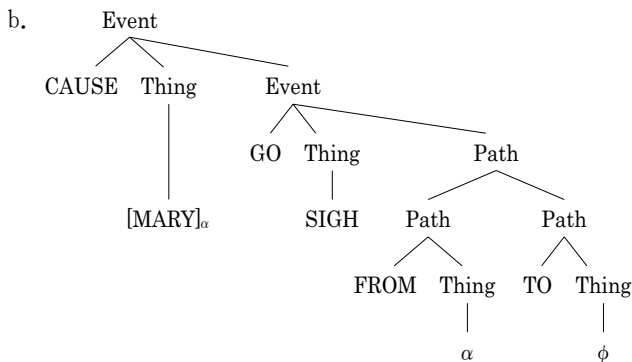 b. Event
CAUSE Thing Event
GO Thing Path
[MARY]α SIGH Path Path
FROM Thing TO Thing
α ϕ